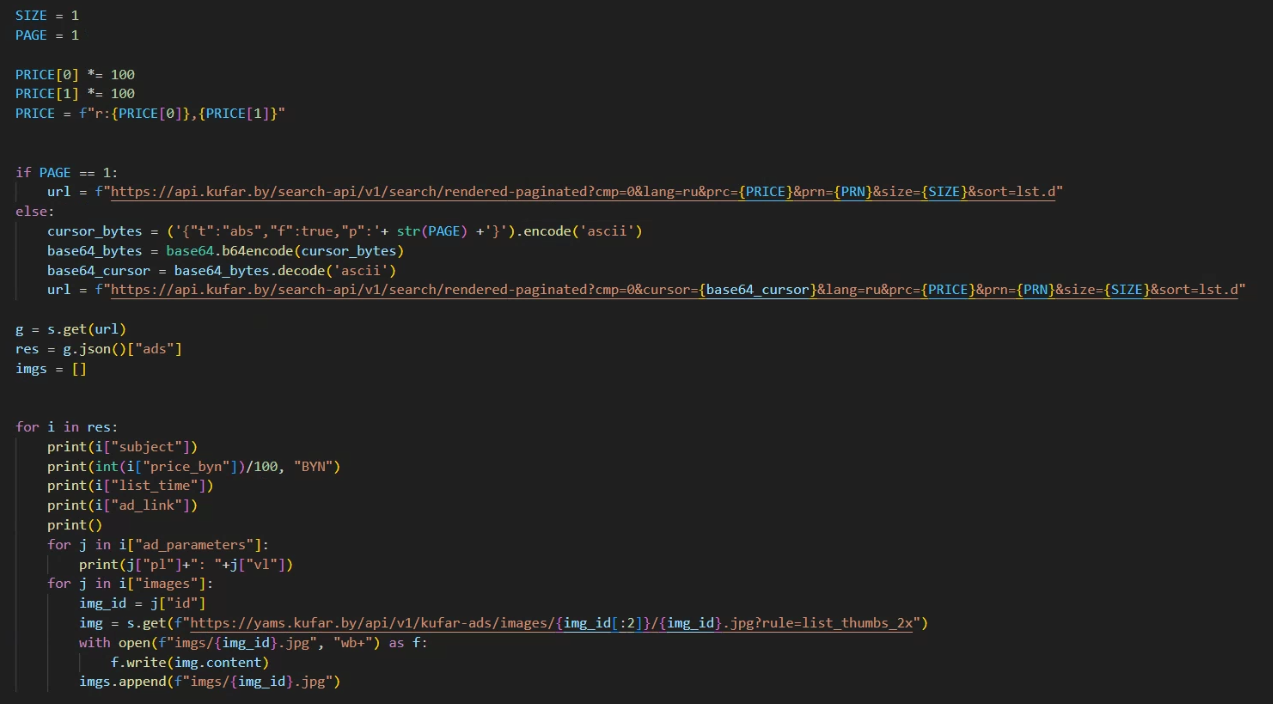 SIZE = 1
PAGE = 1
PRICE[0] *= 100
PRICE[1] *= 100
PRICE = f"r:{PRICE[0]},{PRICE[1]}"
if PAGE == 1:
    url = f"https://api.kufar.by/search-api/v1/search/rendered-paginated?cmp=0&lang=ru&prc={PRICE}&prn={PRN}&size={SIZE}&sort=lst.d"
else:
    cursor_bytes = ('{"t":"abs","f":true,"p":'+ str(PAGE) +'}').encode('ascii')
    base64_bytes = base64.b64encode(cursor_bytes)
    base64_cursor = base64_bytes.decode('ascii')
    url = f"https://api.kufar.by/search-api/v1/search/rendered-paginated?cmp=0&cursor={base64_cursor}&lang=ru&prc={PRICE}&prn={PRN}&size={SIZE}&sort=lst.d"
g = s.get(url)
res = g.json()["ads"]
imgs = []
for i in res:
    print(i["subject"])
    print(int(i["price_byn"])/100, "BYN")
    print(i["list_time"])
    print(i["ad_link"])
    print()
    for j in i["ad_parameters"]:
        print(j["pl"]+": "+j["vl"])
    for j in i["images"]:
        img_id = j["id"]
        img = s.get(f"https://yams.kufar.by/api/v1/kufar-ads/images/{img_id[:2]}/{img_id}.jpg?rule=list_thumbs_2x")
        with open(f"imgs/{img_id}.jpg", "wb+") as f:
            f.write(img.content)
        imgs.append(f"imgs/{img_id}.jpg")